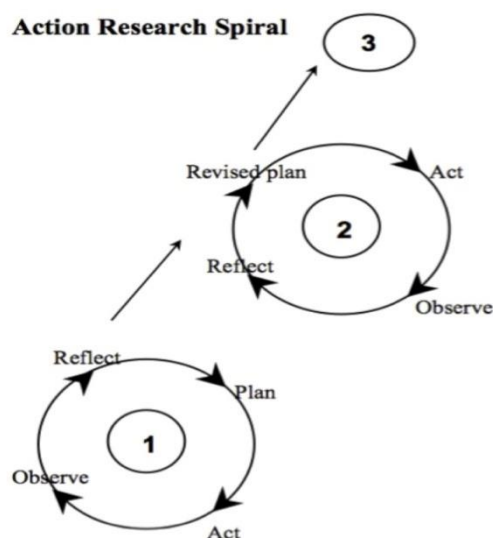 Action Research Spiral
3
Revised plan
Act
2
Reflect
Observe
Reflect
Plan
1
Observe
Act